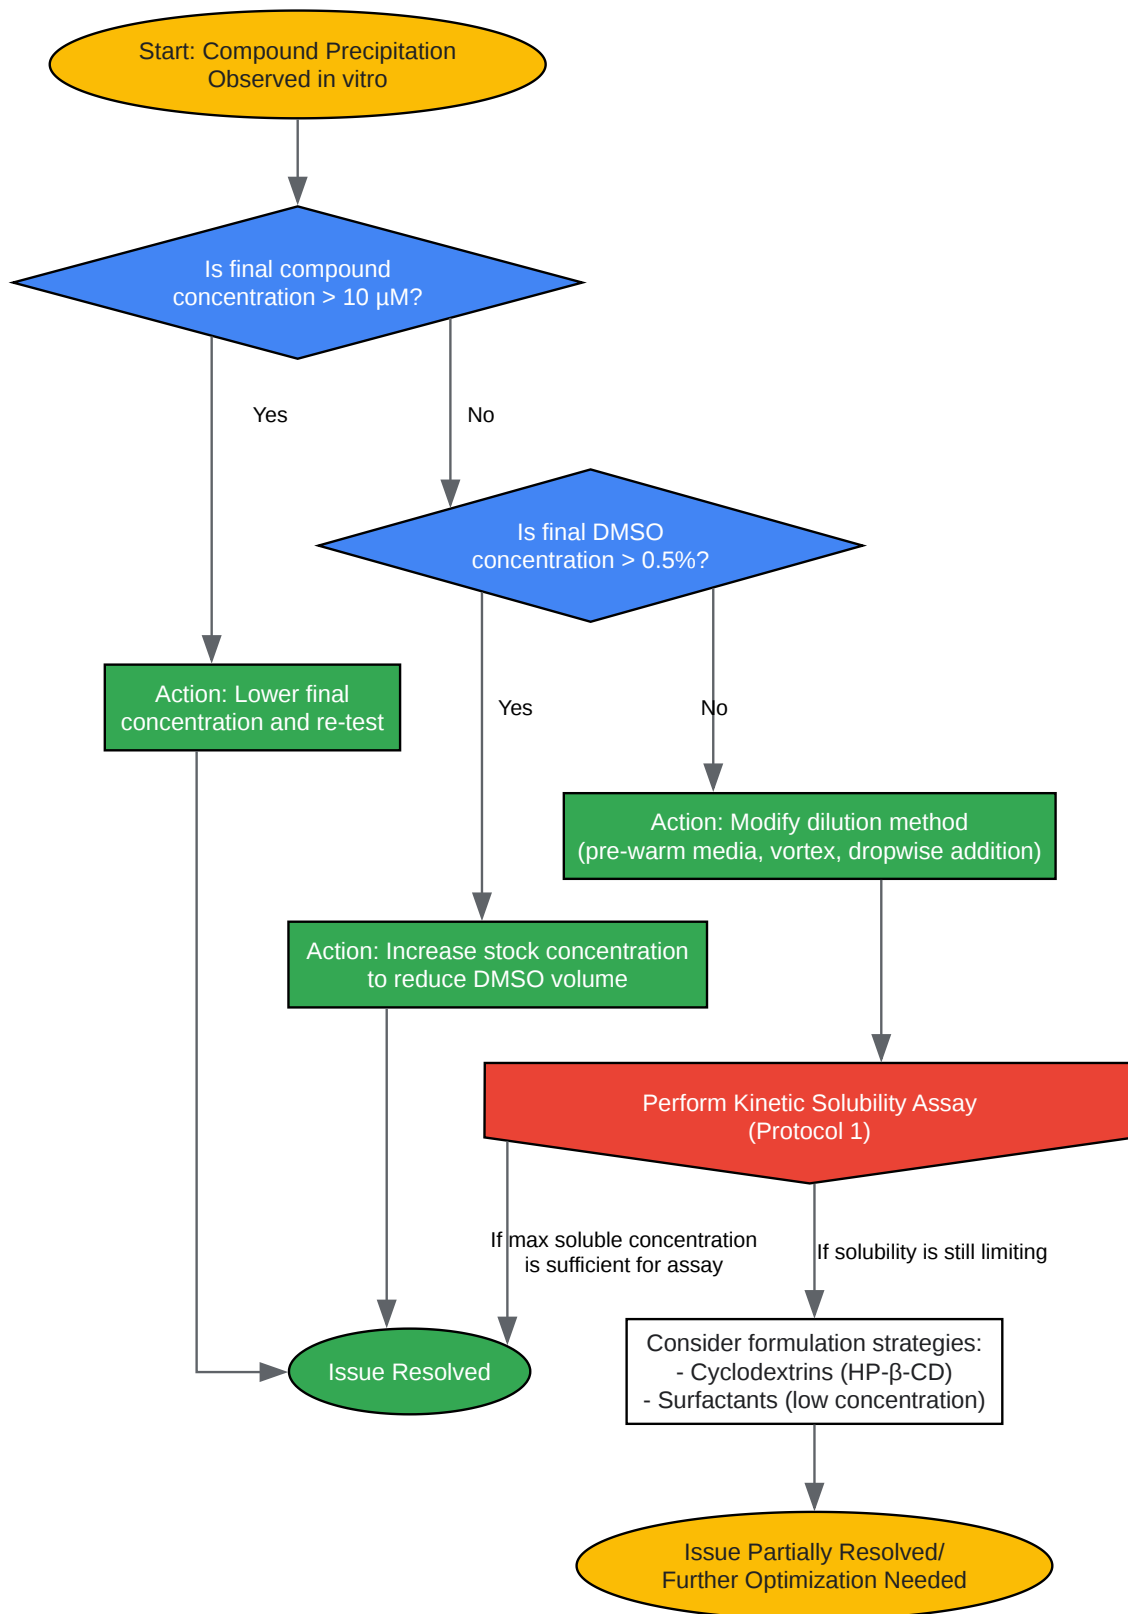 Start: Compound Precipitation
Observed in vitro
Is final compound
concentration > 10 µM?
Yes
No
Is final DMSO
concentration > 0.5%?
Action: Lower final
concentration and re-test
Yes
No
Action: Modify dilution method
(pre-warm media, vortex, dropwise addition)
Action: Increase stock concentration
to reduce DMSO volume
Perform Kinetic Solubility Assay
(Protocol 1)
If max soluble concentration
is sufficient for assay
If solubility is still limiting
Issue Resolved
Consider formulation strategies:
- Cyclodextrins (HP-β-CD)
- Surfactants (low concentration)
Issue Partially Resolved/
Further Optimization Needed